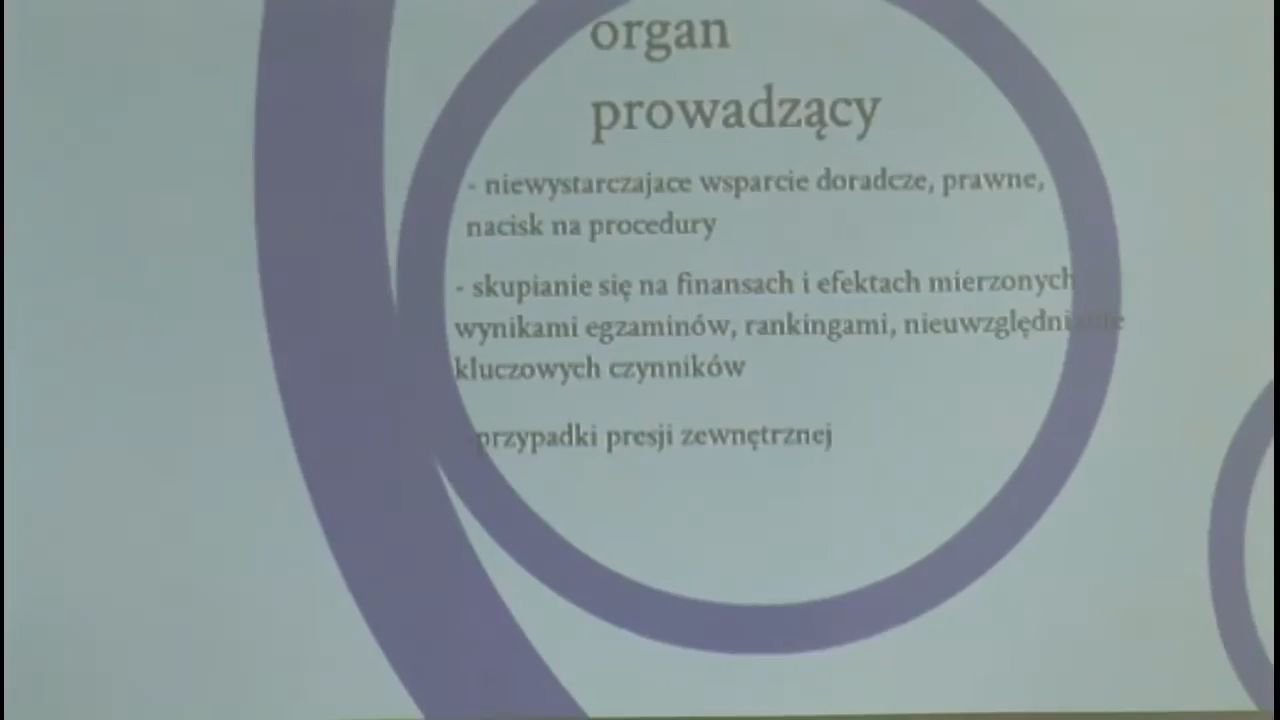 organ
prowadzący
- niewystarczajace wsparcie doradcze, prawne,
nacisk na procedury
- skupianie się na finansach i efektach mierzonych
wynikami egzaminów, rankingami, nieuwzględnianie
kluczowych czynników
przypadki presji zewnętrznej